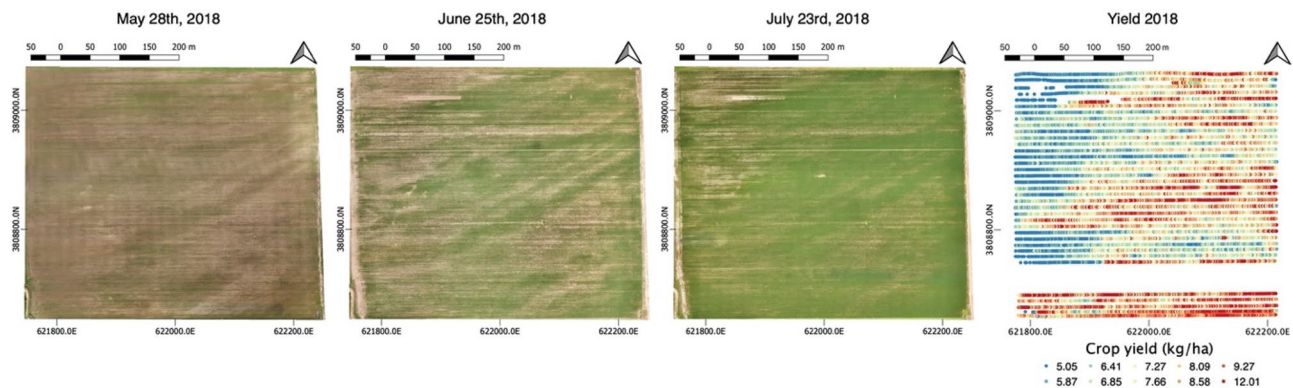 May 28th, 2018
June 25th, 2018
July 23rd, 2018
Yield 2018
50 0 50 100 150 200 m
50 0 50 100 150 200 m
50 0 50 100 150 200 m
50 0 50 100 150 200 m
3809000.0N
3808800.0N
3809000.0N
3808800.0N
3809000.0N
3808800.0N
3809000.0N
3808800.0N
621800.0E 622000.0E 622200.0E
621800.0E 622000.0E 622200.0E
621800.0E 622000.0E 622200.0E
621800.0E 622000.0E 622200.0E
Crop yield (kg/ha)
5.05 6.41 7.27 8.09 9.27
5.87 6.85 7.66 8.58 12.01